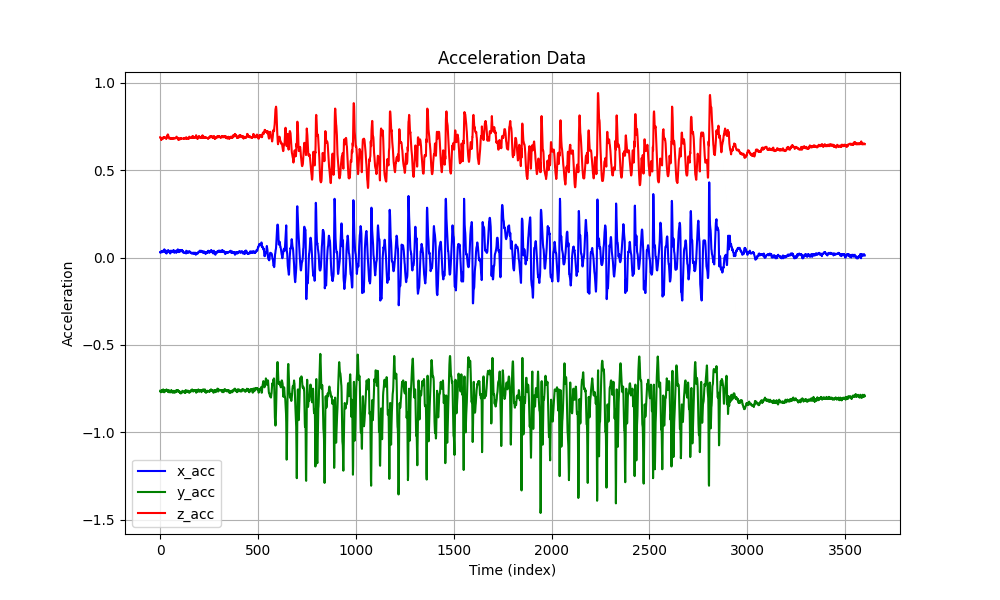 Acceleration Data
1.0
0.5
0.0
−0.5
−1.0
−1.5
Acceleration
x_acc
y_acc
z_acc
0 500 1000 1500 2000 2500 3000 3500
Time (index)